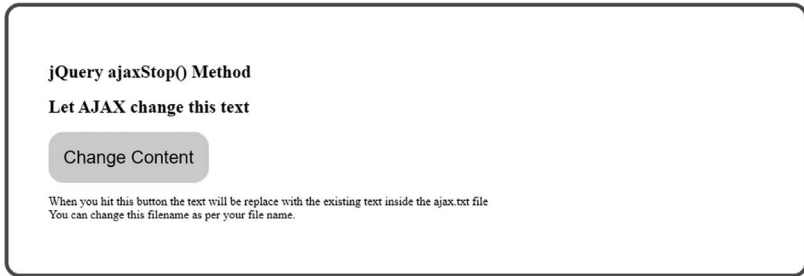 jQuery ajaxStop() Method
Let AJAX change this text
Change Content
When you hit this button the text will be replace with the existing text inside the ajax.txt file
You can change this filename as per your file name.